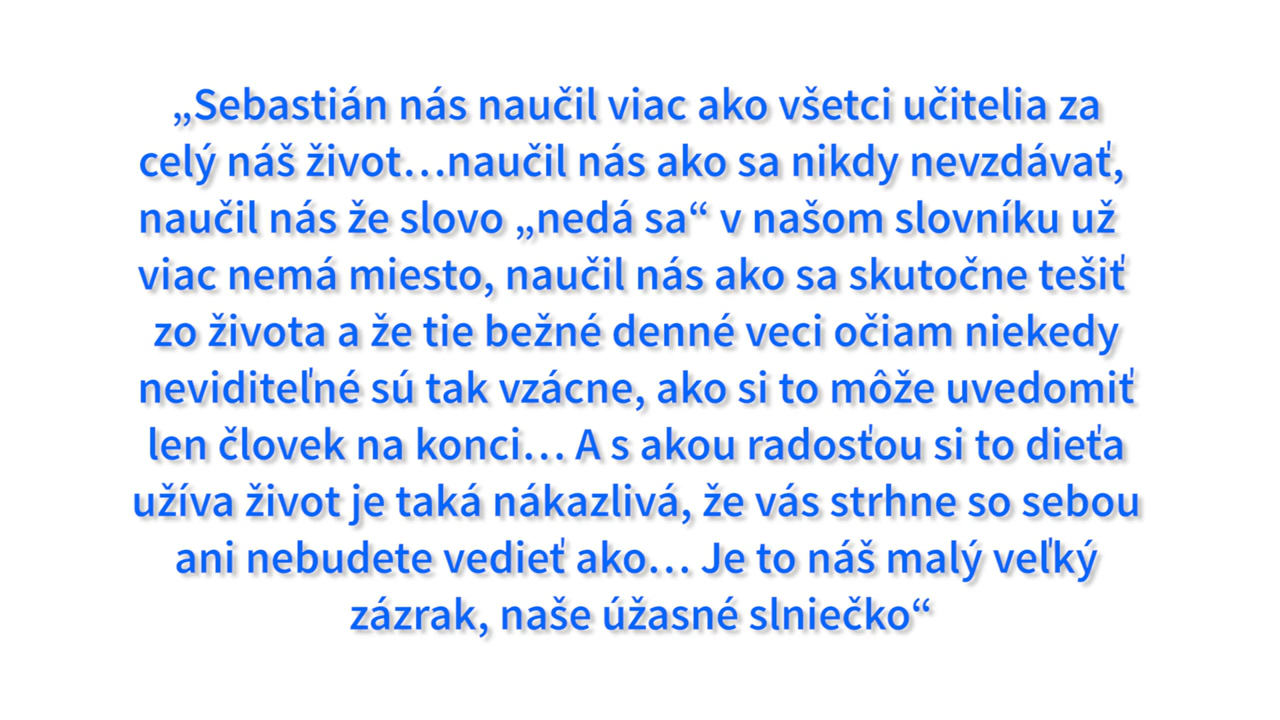 „Sebastián nás naučil viac ako všetci učitelia za
celý náš život…naučil nás ako sa nikdy nevzdávať,
naučil nás že slovo „nedá sa“ v našom slovníku už
viac nemá miesto, naučil nás ako sa skutočne tešiť
zo života a že tie bežné denné veci očiam niekedy
neviditeľné sú tak vzácne, ako si to môže uvedomiť
len človek na konci… A s akou radosťou si to dieťa
užíva život je taká nákazlivá, že vás strhne so sebou
ani nebudete vedieť ako… Je to náš malý veľký
zázrak, naše úžasné slniečko“